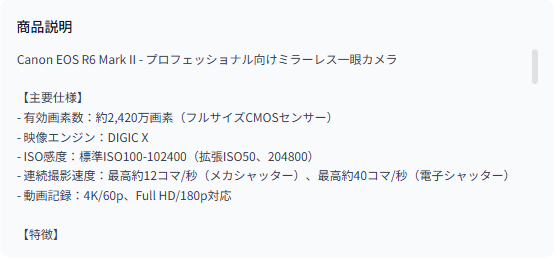 商品説明
Canon EOS R6 Mark II - プロフェッショナル向けミラーレス一眼カメラ
【主要仕様】
- 有効画素数：約2,420万画素（フルサイズCMOSセンサー）
- 映像エンジン：DIGIC X
- ISO感度：標準ISO100-102400（拡張ISO50、204800）
- 連続撮影速度：最高約12コマ/秒（メカシャッター）、最高約40コマ/秒（電子シャッター）
- 動画記録：4K/60p、Full HD/180p対応
【特徴】